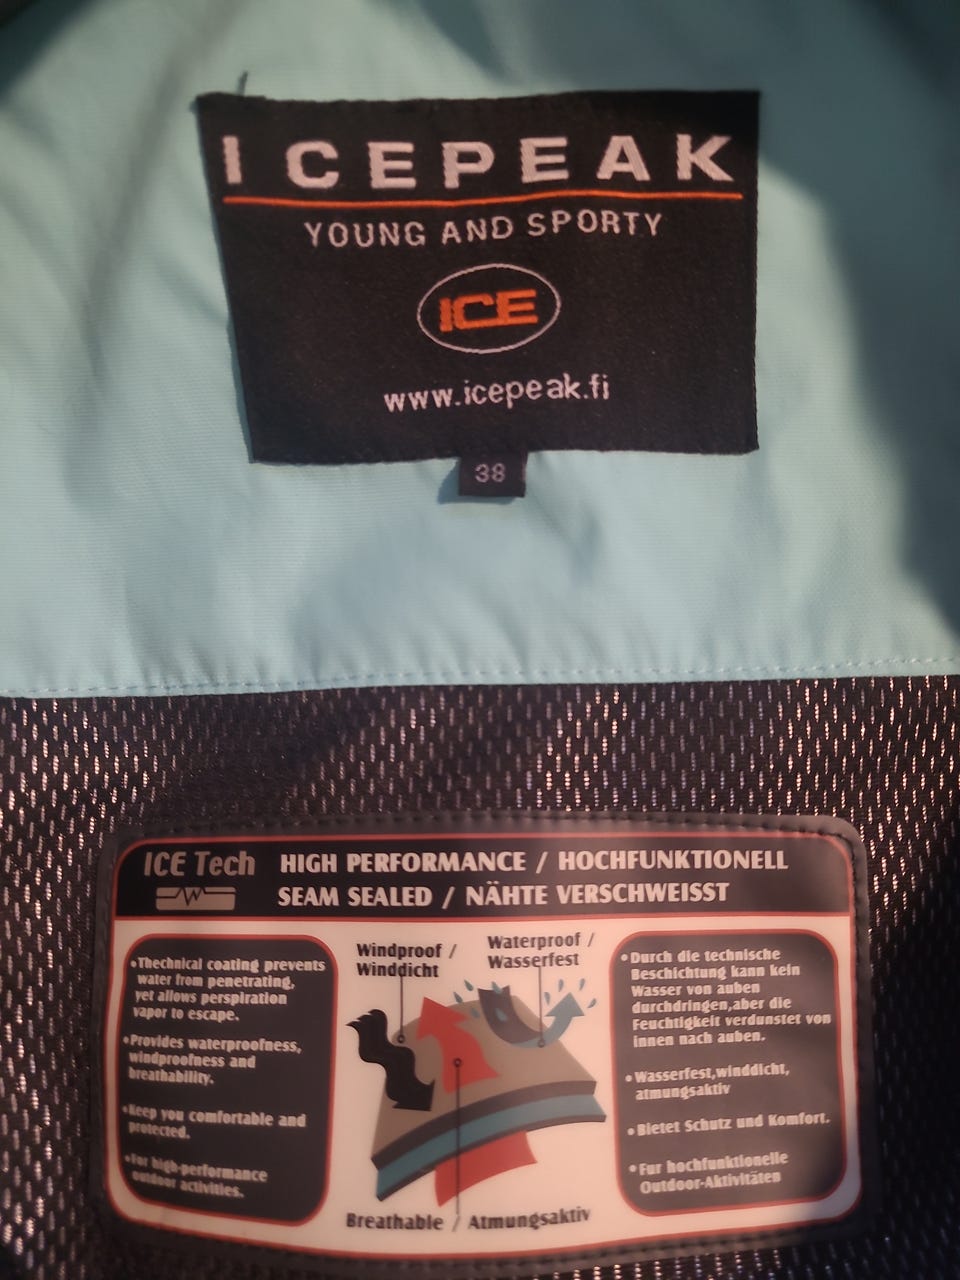 ICEPEAK
YOUNG AND SPORTY
ICE
www.icepeak.fi
38
ICE Tech
HIGH PERFORMANCE / HOCHFUNKTIONELL
SEAM SEALED / NÄHTE VERSCHWEISST
•Thechnical coating prevents
water from penetrating,
yet allows perspiration
vapor to escape.
•Provides waterproofness,
windproofness and
breathability.
•Keep you comfortable and
protected.
•For high-performance
outdoor activities.
Windproof /
Winddicht
Waterproof /
Wasserfest
Breathable / Atmungsaktiv
•Durch die technische
Beschichtung kann kein
Wasser von auben
durchdringen,aber die
Feuchtigkeit verdunstet von
innen nach auben.
•Wasserfest,winddicht,
atmungsaktiv
•Bietet Schutz und Komfort.
•Fur hochfunktionelle
Outdoor-Aktivitäten